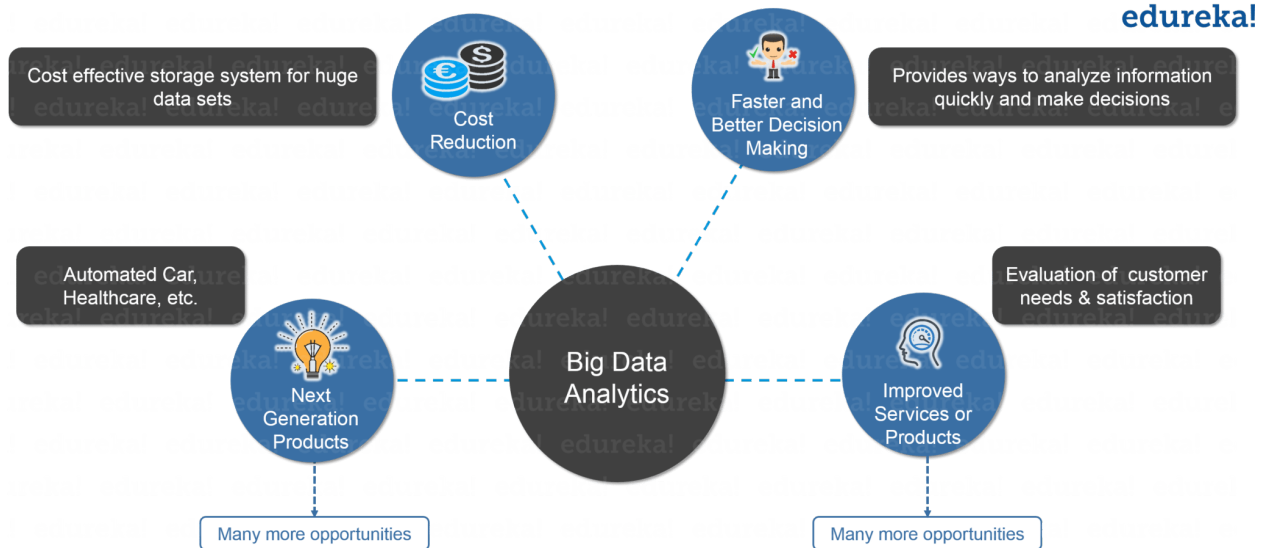 edureka!
Cost effective storage system for huge
data sets
Cost
Reduction
Faster and
Better Decision
Making
Provides ways to analyze information
quickly and make decisions
Automated Car,
Healthcare, etc.
Next
Generation
Products
Big Data
Analytics
Improved
Services or
Products
Evaluation of customer
needs & satisfaction
Many more opportunities
Many more opportunities